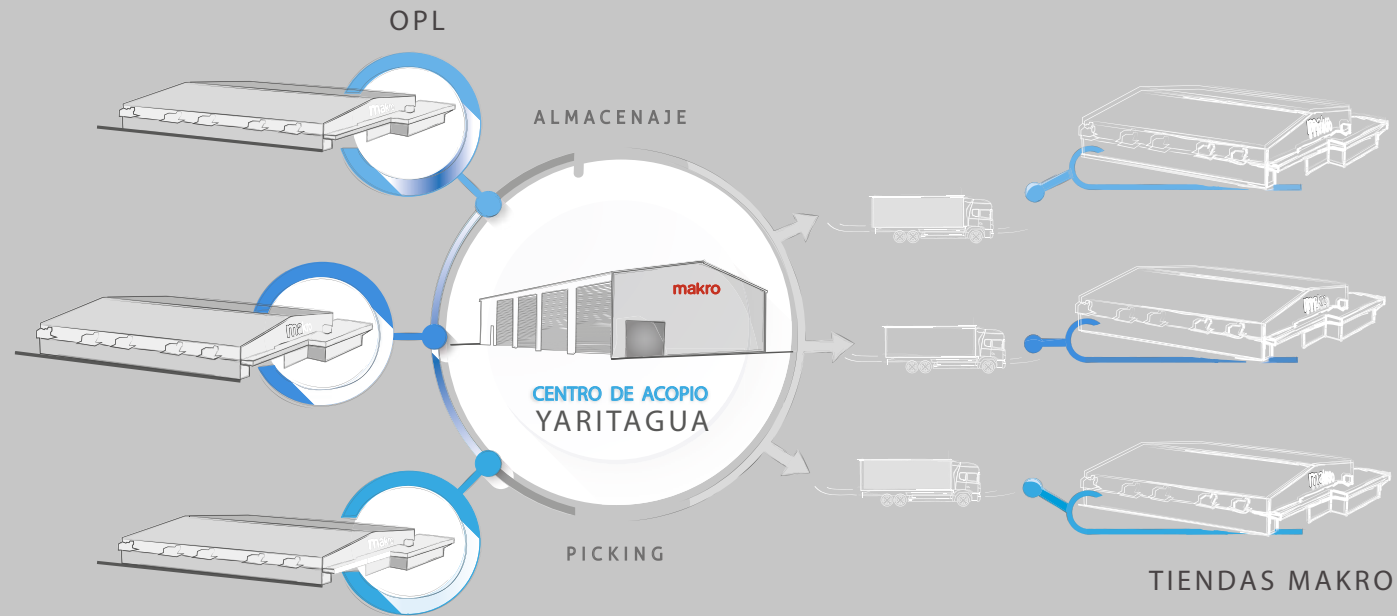 OPL
ALMACENAJE
makro
CENTRO DE ACOPIO
YARITAGUA
PICKING
TIENDAS MAKRO